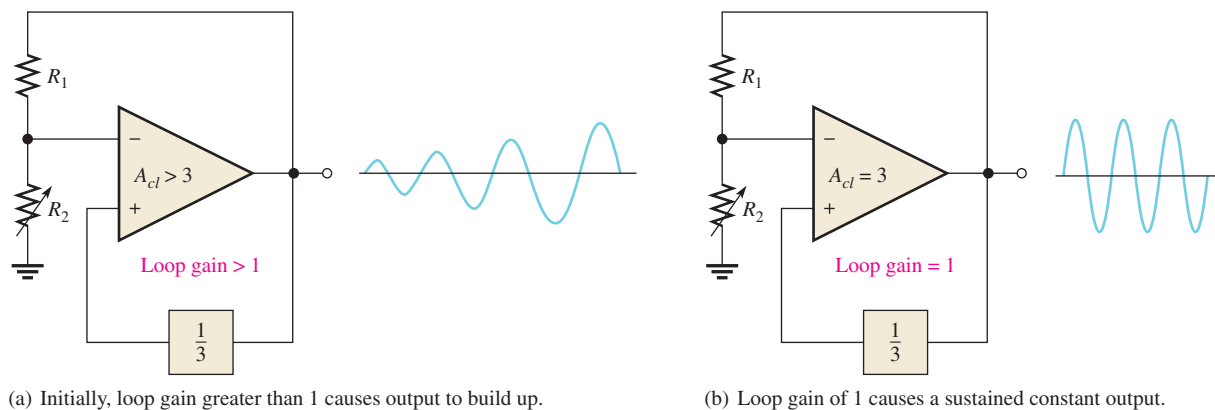 R1
−
Acl > 3
R2
+
Loop gain > 1
1
3
(a) Initially, loop gain greater than 1 causes output to build up.
R1
−
Acl = 3
R2
+
Loop gain = 1
1
3
(b) Loop gain of 1 causes a sustained constant output.